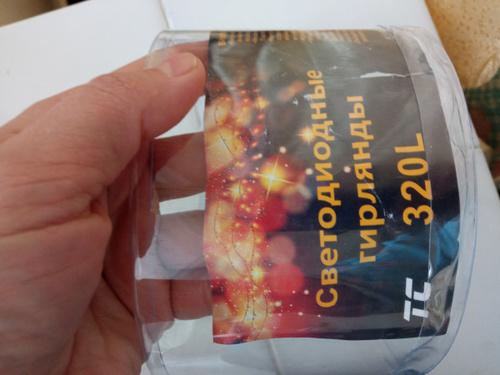 Светодиодные
гирлянды
320L